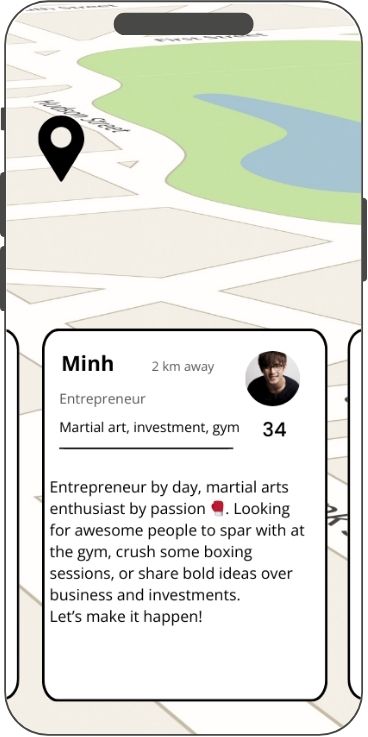 First Street
Hudson Street
Minh
2 km away
Entrepreneur
Martial art, investment, gym
34
Entrepreneur by day, martial arts
enthusiast by passion 🥊. Looking
for awesome people to spar with at
the gym, crush some boxing
sessions, or share bold ideas over
business and investments.
Let’s make it happen!